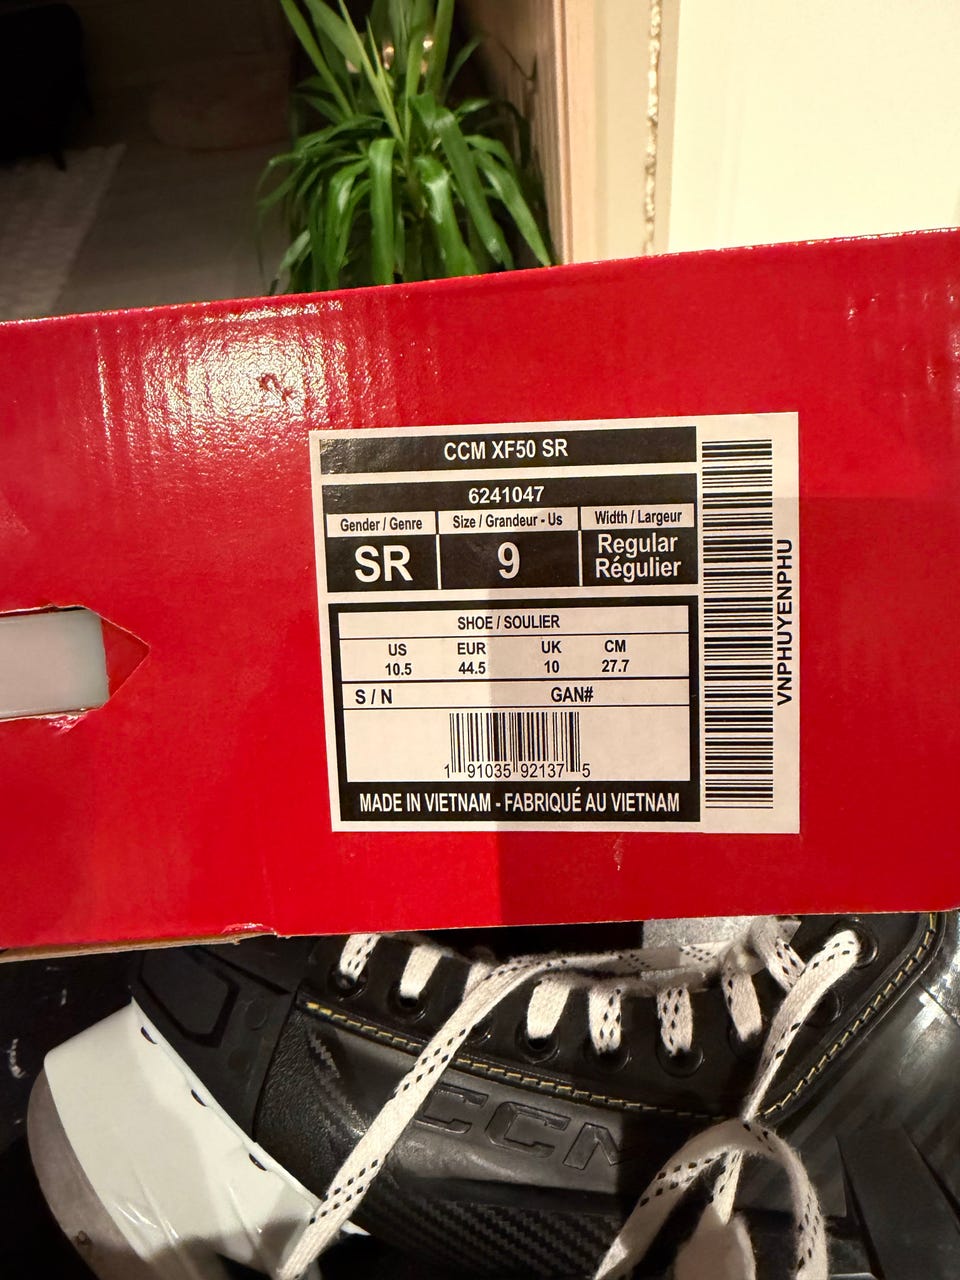 CCM XF50 SR
6241047
Gender / Genre
Size / Grandeur - Us
Width / Largeur
SR
9
Regular
Régulier
SHOE / SOULIER
US EUR UK CM
10.5 44.5 10 27.7
S / N GAN#
1 91035 92137 5
MADE IN VIETNAM - FABRIQUÉ AU VIETNAM
VNPHUYENPHU
CCM